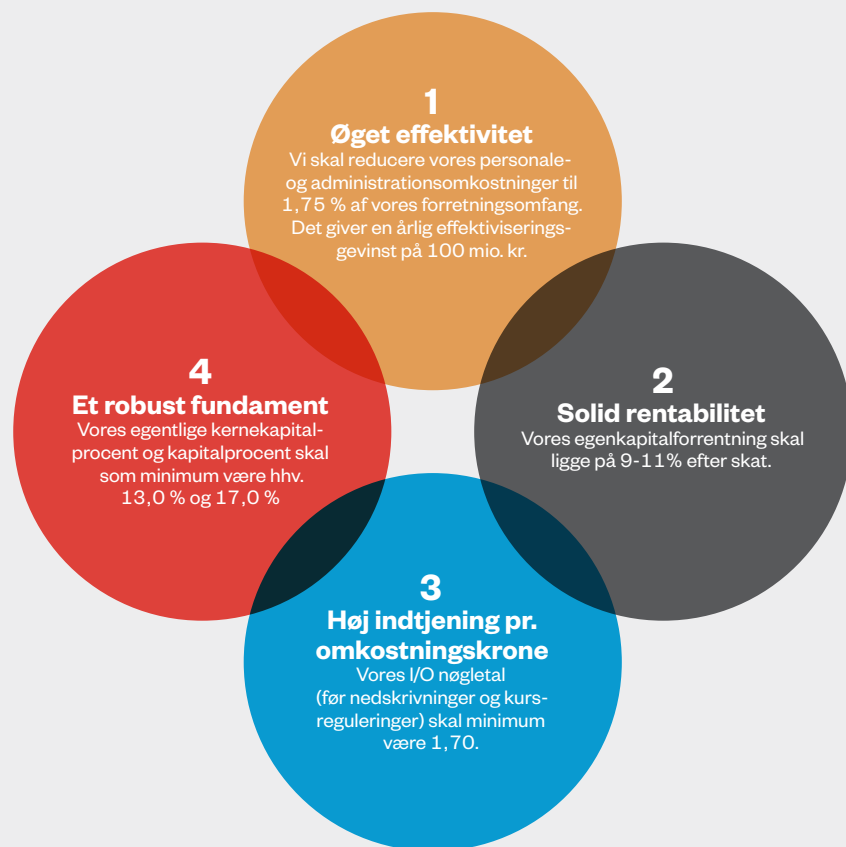 1
Øget effektivitet
Vi skal reducere vores personale-
og administrationsomkostninger til
1,75 % af vores forretningsomfang.
Det giver en årlig effektiviserings-
gevinst på 100 mio. kr.
2
Solid rentabilitet
Vores egenkapitalforrentning skal
ligge på 9-11% efter skat.
3
Høj indtjening pr.
omkostningskrone
Vores I/O nøgletal
(før nedskrivninger og kurs-
reguleringer) skal minimum
være 1,70.
4
Et robust fundament
Vores egentlige kernekapital-
procent og kapitalprocent skal
som minimum være hhv.
13,0 % og 17,0 %